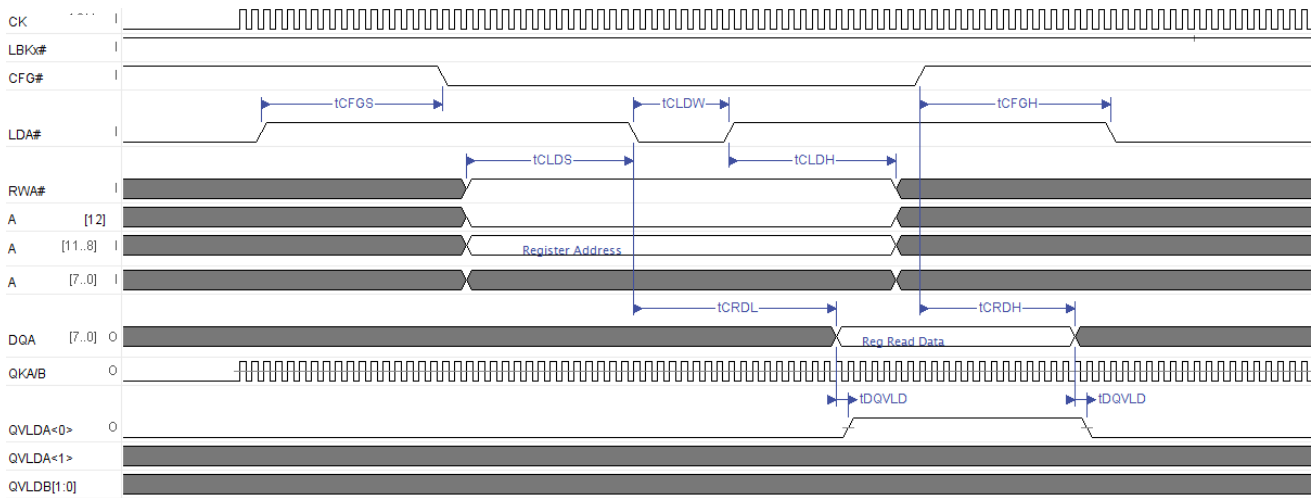 CK I
LBKx# I
CFG# I
tCFGS tCLDW tCFGH
LDA# I
tCLDS tCLDH
RWA# I
A [12]
A [11..8] I Register Address
A [7..0] I
tCRDL tCRDH
DQA [7..0] O Reg Read Data
QKA/B O
tDQVLD tDQVLD
QVLDA<0> O
QVLDA<1>
QVLDB[1:0]